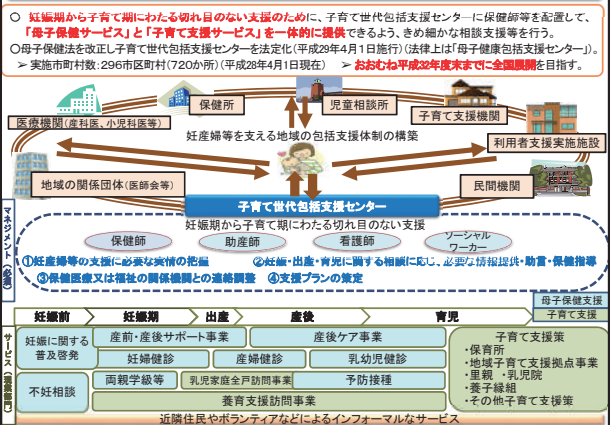 ○ 妊娠期から子育て期にわたる切れ目のない支援のために、子育て世代包括支援センターに保健師等を配置して、
「母子保健サービス」と「子育て支援サービス」を一体的に提供できるよう、きめ細かな相談支援等を行う。
○母子保健法を改正し子育て世代包括支援センターを法定化（平成29年4月1日施行）（法律上は「母子健康包括支援センター」）。
➢ 実施市町村数：296市区町村（720か所）（平成28年4月1日現在） ➢ おおむね平成32年度末までに全国展開を目指す。
保健所
児童相談所
子育て支援機関
医療機関（産科医、小児科医等）
妊産婦等を支える地域の包括支援体制の構築
利用者支援実施施設
地域の関係団体（医師会等）
民間機関
子育て世代包括支援センター
妊娠期から子育て期にわたる切れ目のない支援
マネジメント（必須）
保健師
助産師
看護師
ソーシャル
ワーカー
①妊産婦等の支援に必要な実情の把握 ②妊娠・出産・育児に関する相談に応じ、必要な情報提供・助言・保健指導
③保健医療又は福祉の関係機関との連絡調整 ④支援プランの策定
母子保健支援
子育て支援
妊娠前
妊娠期
出産
産後
育児
サービス（現業部門）
妊娠に関する
普及啓発
産前・産後サポート事業
産後ケア事業
妊婦健診
産婦健診
乳幼児健診
不妊相談
両親学級等
乳児家庭全戸訪問事業
予防接種
養育支援訪問事業
子育て支援策
・保育所
・地域子育て支援拠点事業
・里親 ・乳児院
・養子縁組
・その他子育て支援策
近隣住民やボランティアなどによるインフォーマルなサービス